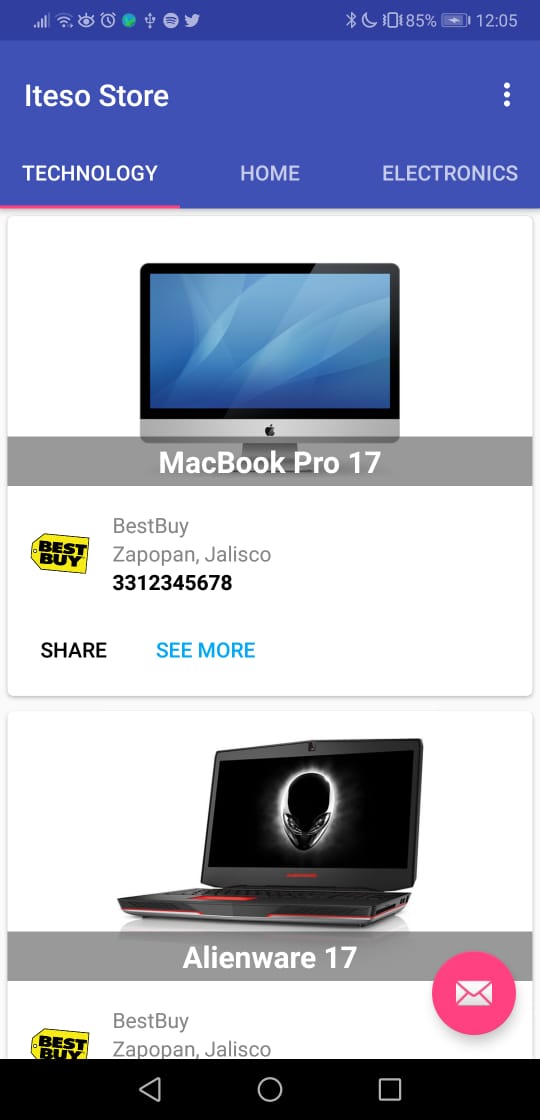 85% 12:05
Iteso Store
TECHNOLOGY HOME ELECTRONICS
MacBook Pro 17
BEST BUY
BestBuy
Zapopan, Jalisco
3312345678
SHARE SEE MORE
Alienware 17
BEST BUY
BestBuy
Zapopan, Jalisco